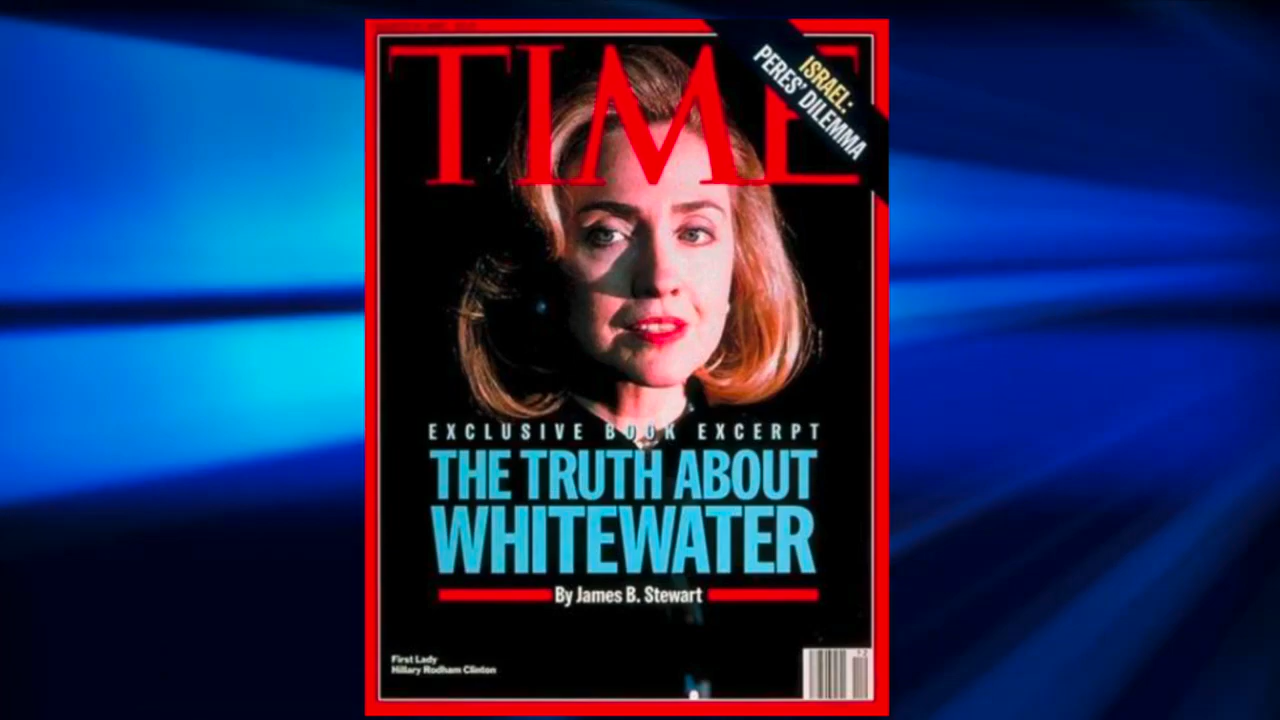 TIME
ISRAEL:
PERES' DILEMMA
EXCLUSIVE BOOK EXCERPT
THE TRUTH ABOUT
WHITEWATER
By James B. Stewart
First Lady
Hillary Rodham Clinton